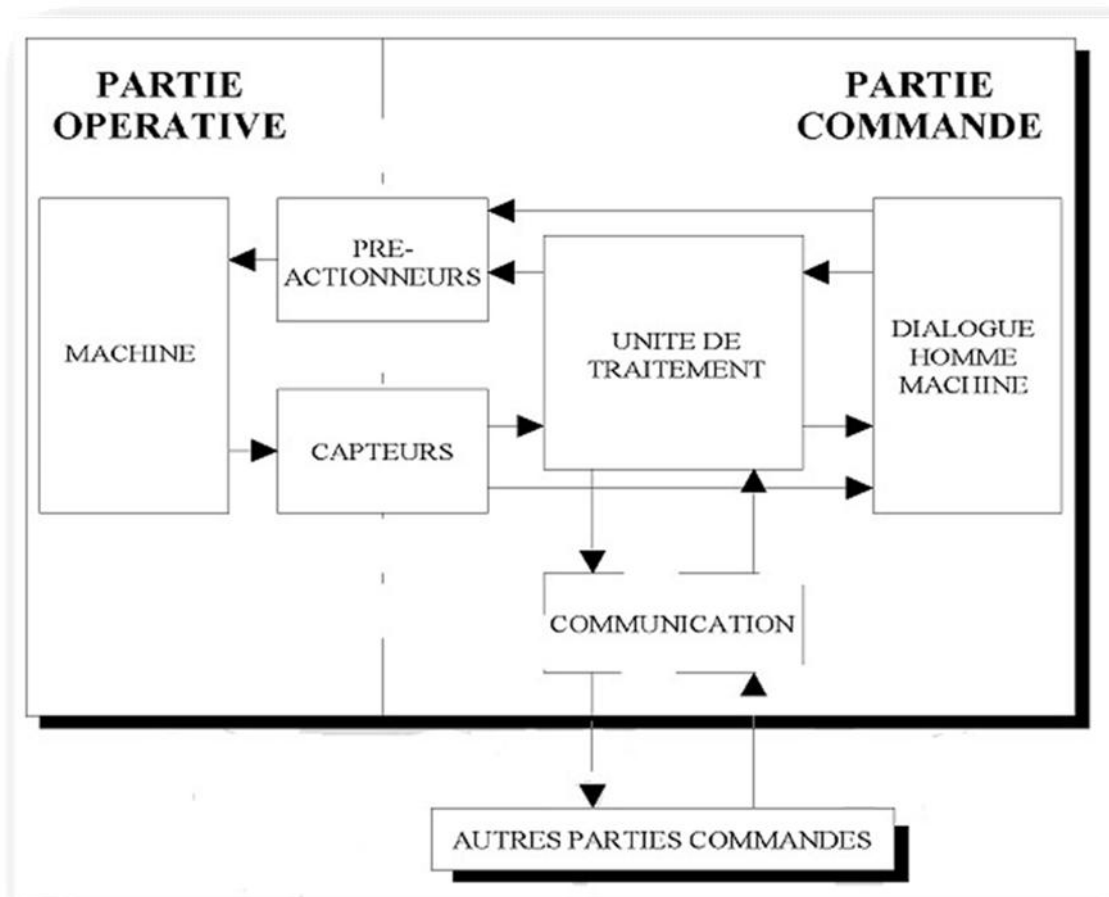 PARTIE
OPERATIVE
PARTIE
COMMANDE
PRE-
ACTIONNEURS
MACHINE
UNITE DE
TRAITEMENT
DIALOGUE
HOMME
MACHINE
CAPTEURS
COMMUNICATION
AUTRES PARTIES COMMANDES